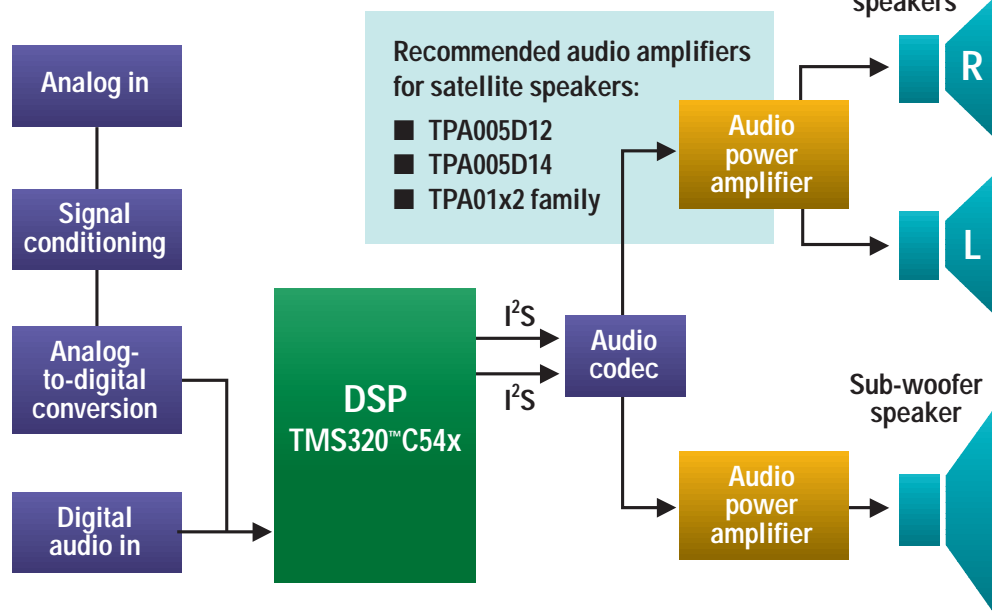 speakers
Analog in
Recommended audio amplifiers
for satellite speakers:
■ TPA005D12
■ TPA005D14
■ TPA01x2 family
Audio
power
amplifier
R
L
Signal
conditioning
Analog-
to-digital
conversion
Digital
audio in
DSP
TMS320™C54x
I²S
I²S
Audio
codec
Sub-woofer
speaker
Audio
power
amplifier